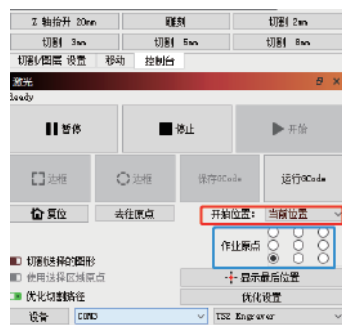 Z 轴抬升 20mm 雕刻 切割 2mm
切割 3mm 切割 5mm 切割 8mm
切割/图层 设置 移动 控制台
激光
Ready
暂停 停止 开始
边框 边框 保存GCode 运行GCode
复位 去往原点 开始位置: 当前位置
作业原点
切割选择的图形
使用选择区域原点 显示最后位置
优化切割路径 优化设置
设备 COM3 TS2 Engraver